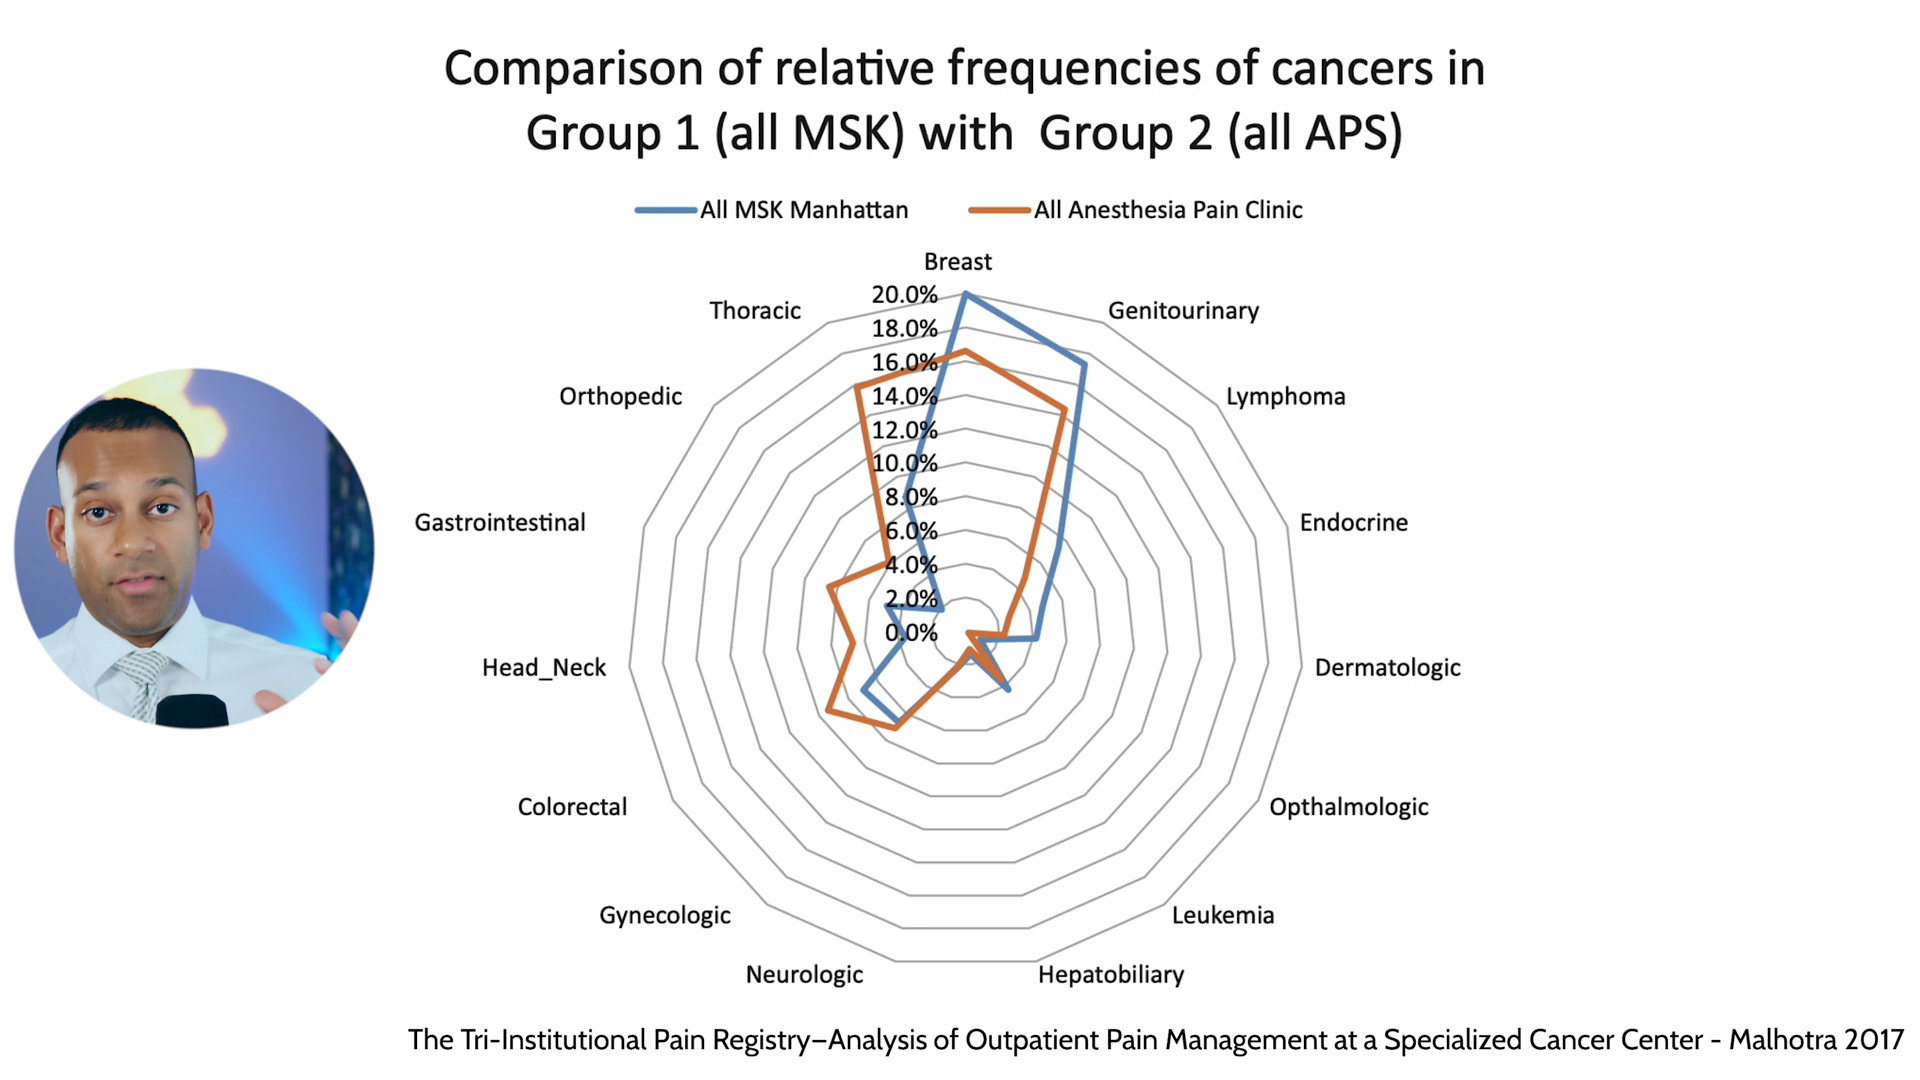 Comparison of relative frequencies of cancers in
Group 1 (all MSK) with Group 2 (all APS)
All MSK Manhattan
All Anesthesia Pain Clinic
Breast
20.0%
18.0%
16.0%
14.0%
12.0%
10.0%
8.0%
6.0%
4.0%
2.0%
0.0%
Genitourinary
Lymphoma
Endocrine
Dermatologic
Opthalmologic
Leukemia
Hepatobiliary
Neurologic
Gynecologic
Colorectal
Head_Neck
Gastrointestinal
Orthopedic
Thoracic
The Tri-Institutional Pain Registry–Analysis of Outpatient Pain Management at a Specialized Cancer Center - Malhotra 2017